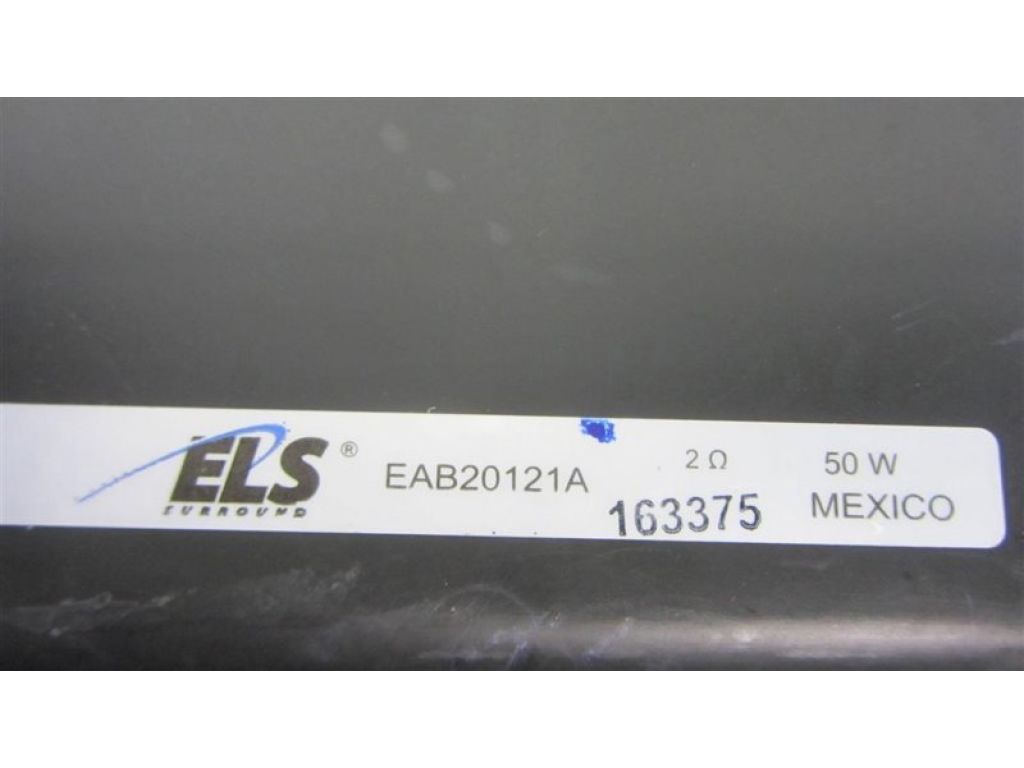 ELS® EAB20121A 2 Ω 50 W
SURROUND 163375 MEXICO